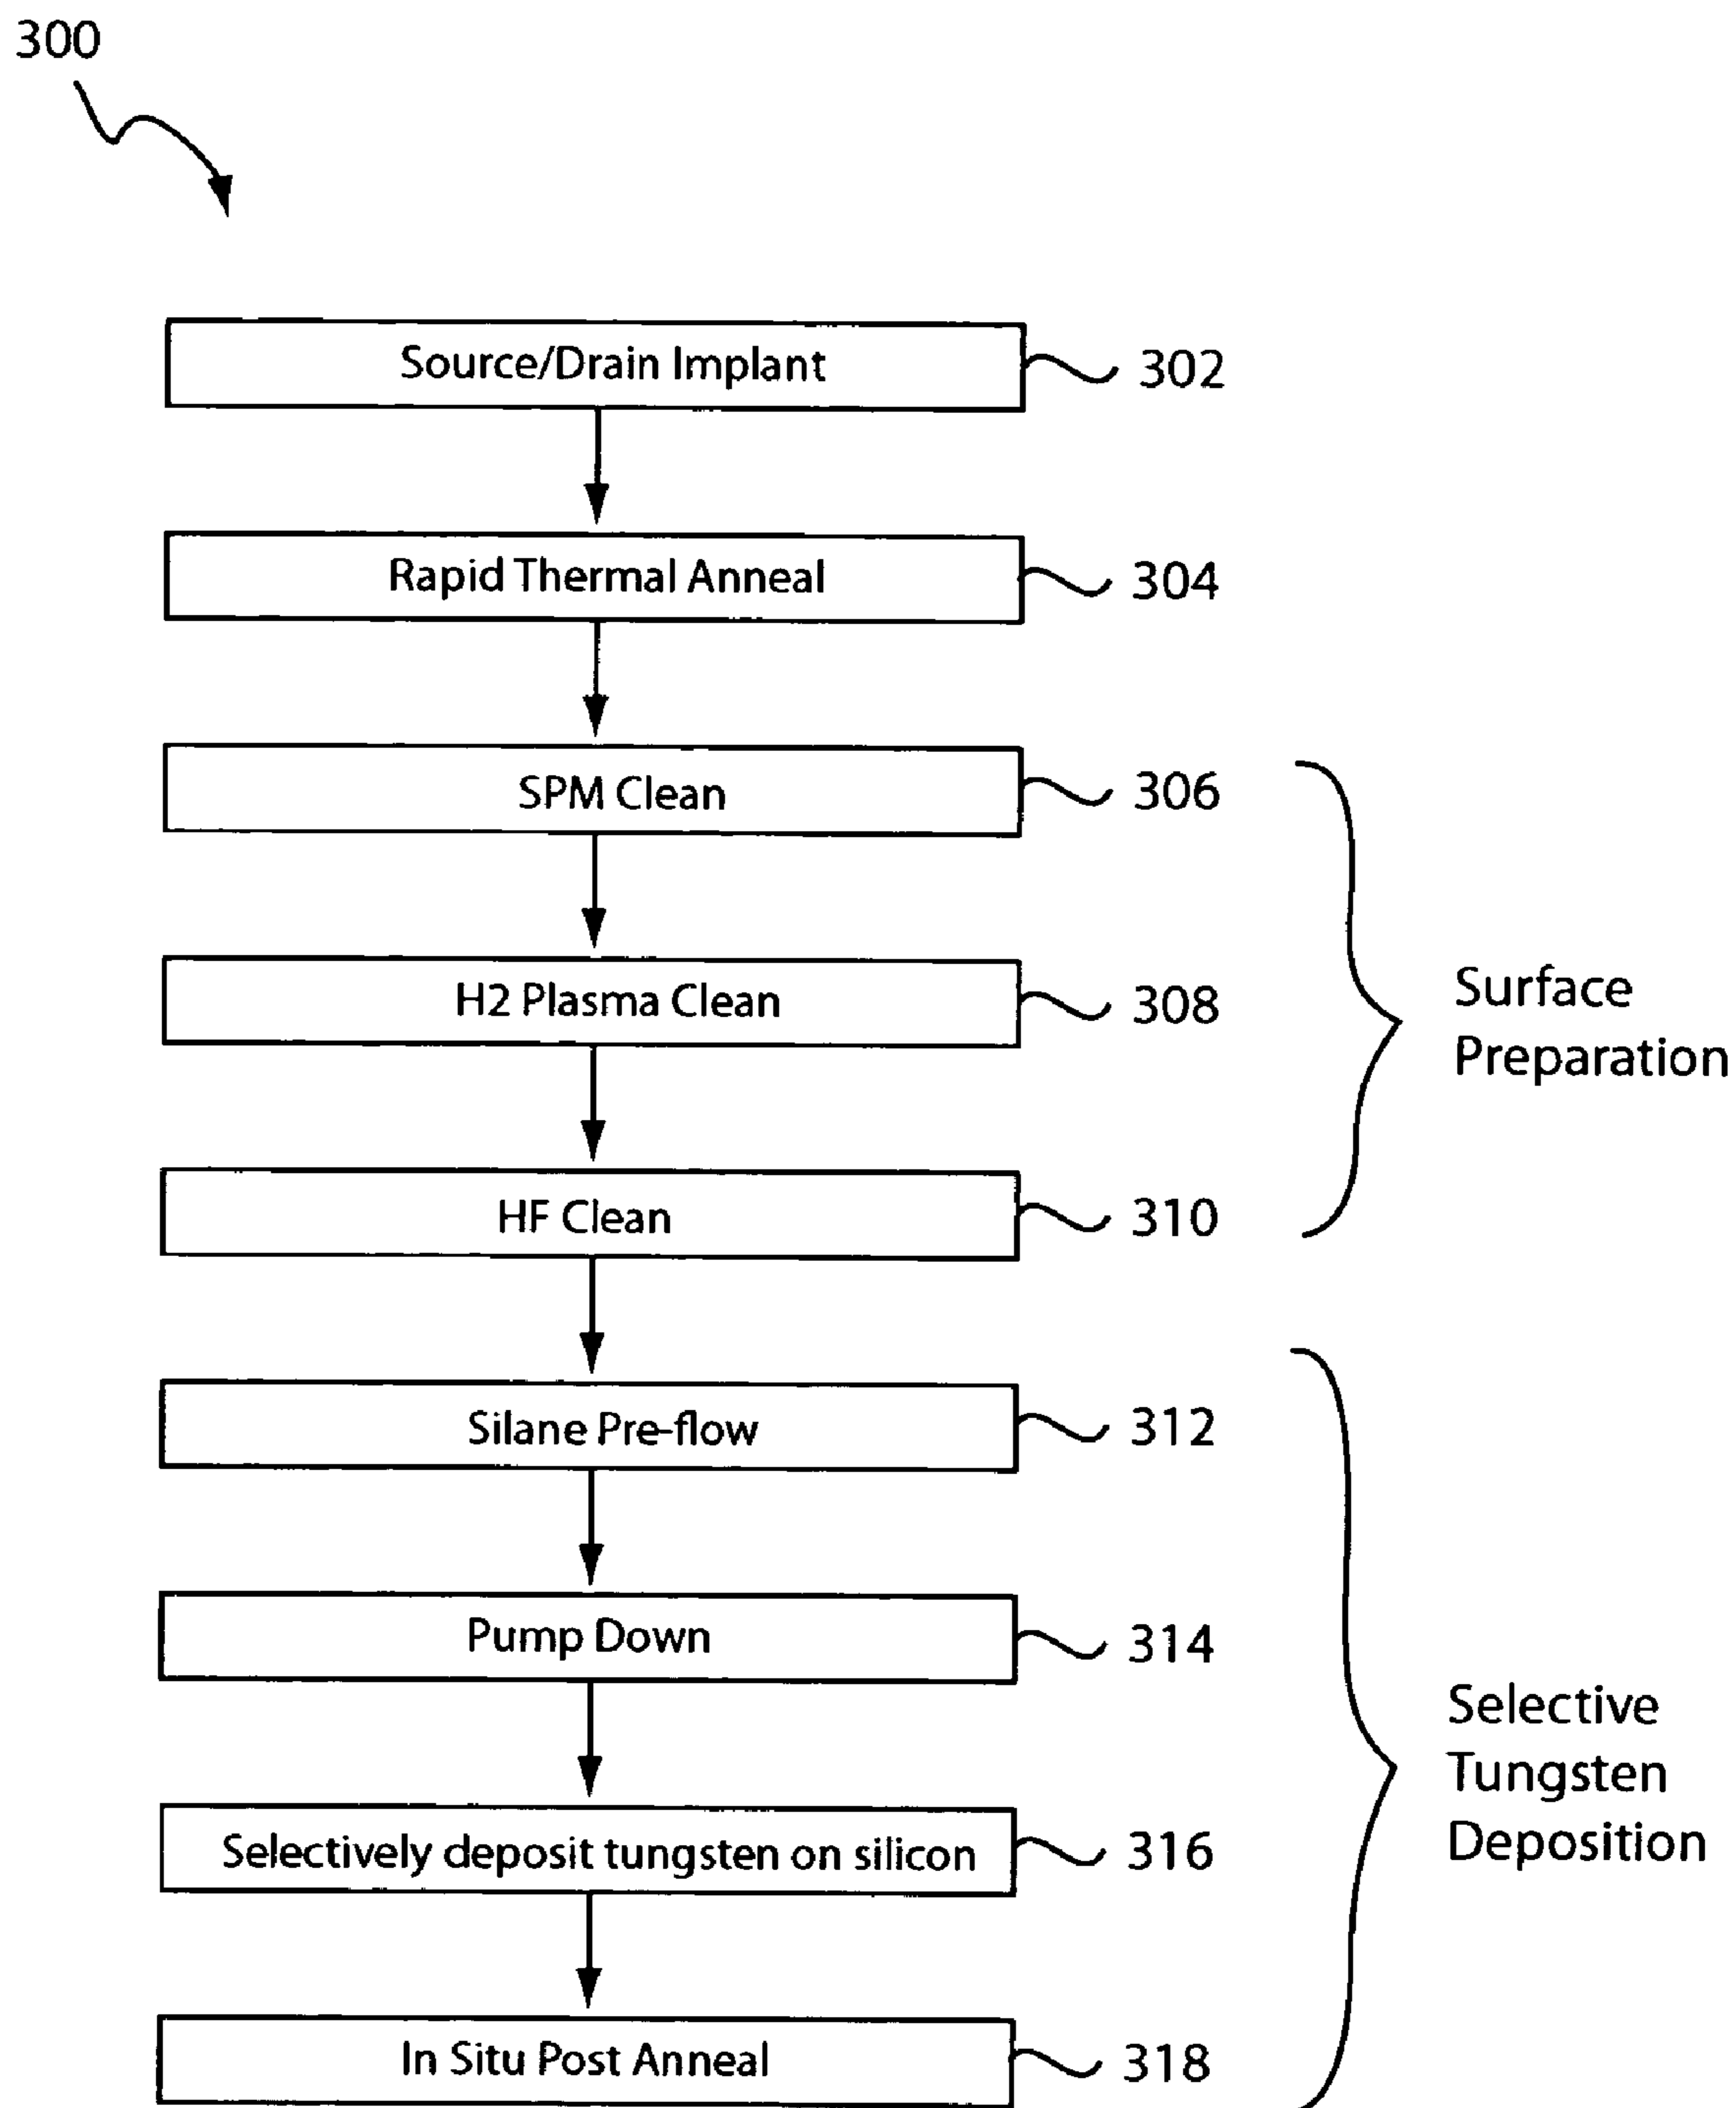 300
Source/Drain Implant
302
Rapid Thermal Anneal
304
SPM Clean
306
H2 Plasma Clean
308
Surface
Preparation
HF Clean
310
Silane Pre-flow
312
Pump Down
314
Selective
Tungsten
Deposition
Selectively deposit tungsten on silicon
316
In Situ Post Anneal
318